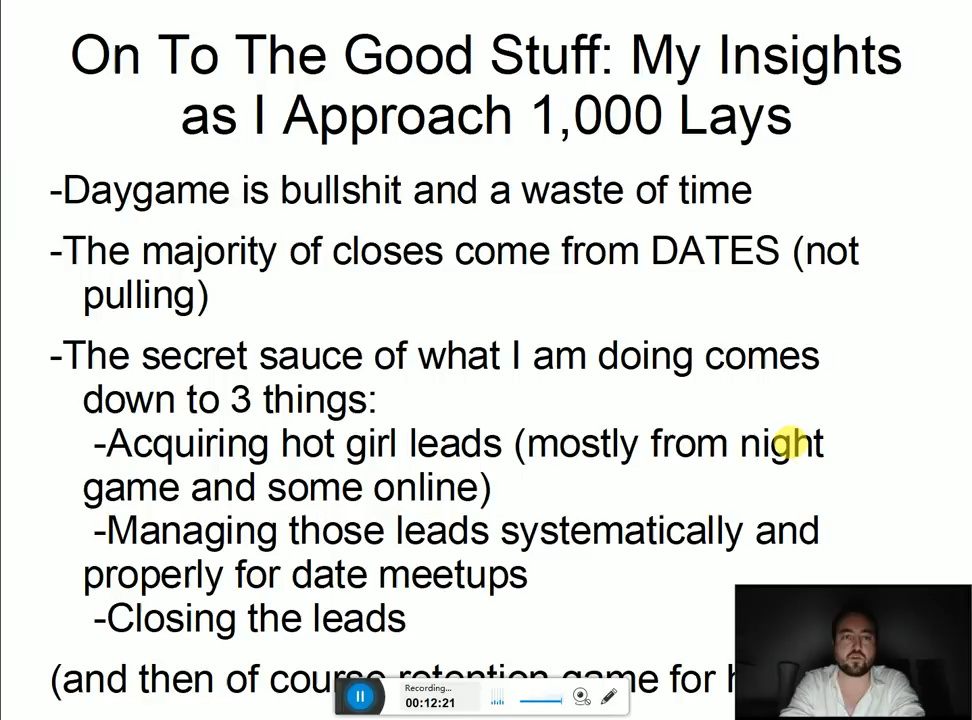 On To The Good Stuff: My Insights
as I Approach 1,000 Lays
-Daygame is bullshit and a waste of time
-The majority of closes come from DATES (not
pulling)
-The secret sauce of what I am doing comes
down to 3 things:
-Acquiring hot girl leads (mostly from night
game and some online)
-Managing those leads systematically and
properly for date meetups
-Closing the leads
(and then of course retention game for
Recording...
00:12:21